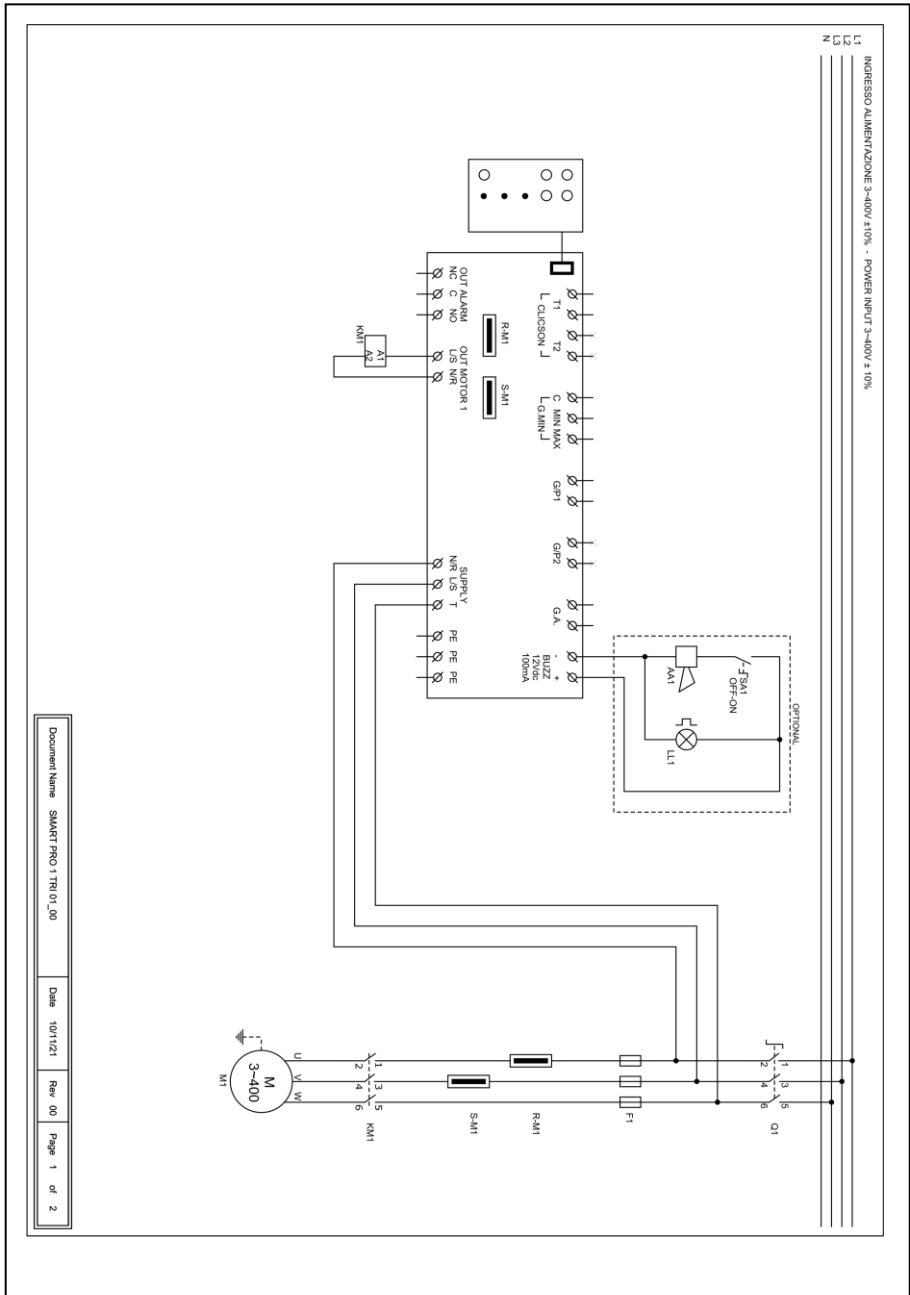 INGRESSO ALIMENTAZIONE 3~400V ±10% - POWER INPUT 3~400V ± 10%
L1
L2
L3
N
OPTIONAL
1 3 5
2 4 6
Q1
SA1
OFF-ON
AA1
LL1
F1
R-M1
S-M1
T1 T2
CLICSON
C MIN MAX
G.MIN
G/P1
G/P2
G.A.
- +
BUZZ
12Vdc
100mA
R-M1
S-M1
OUT ALARM
NC C NO
OUT MOTOR 1
L/S N/R
SUPPLY
N/R L/S T
PE
PE
PE
KM1
A1
A2
1 3 5
2 4 6
KM1
U V W
M
3~400
M1
Document Name SMART PRO 1 TRI 01_00
Date 10/11/21
Rev 00
Page 1 of 2